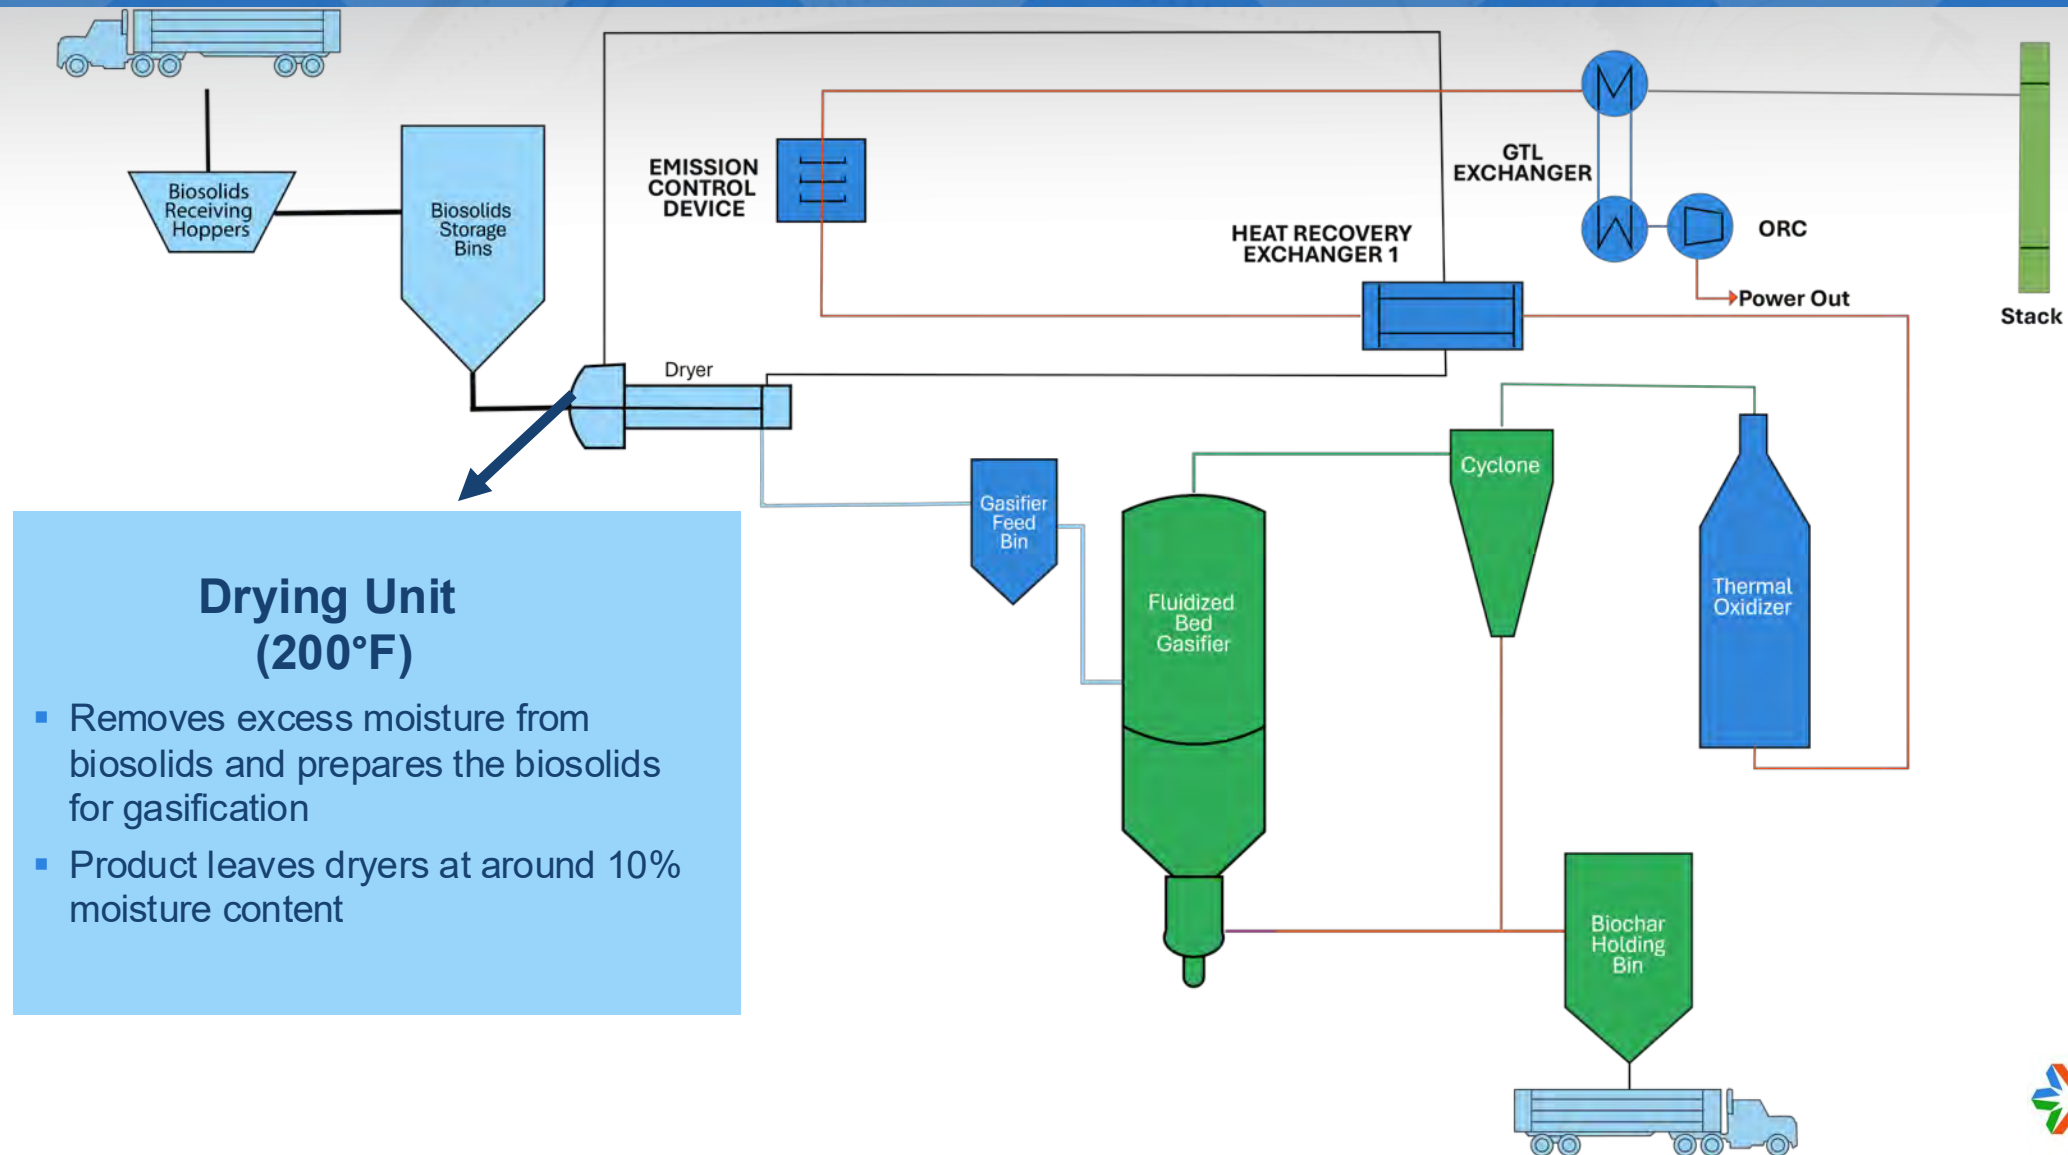 Biosolids
Receiving
Hoppers
Biosolids
Storage
Bins
EMISSION
CONTROL
DEVICE
GTL
EXCHANGER
HEAT RECOVERY
EXCHANGER 1
ORC
Power Out
Stack
Dryer
Gasifier
Feed
Bin
Cyclone
Fluidized
Bed
Gasifier
Thermal
Oxidizer
Biochar
Holding
Bin
Drying Unit
(200°F)
Removes excess moisture from
biosolids and prepares the biosolids
for gasification
Product leaves dryers at around 10%
moisture content